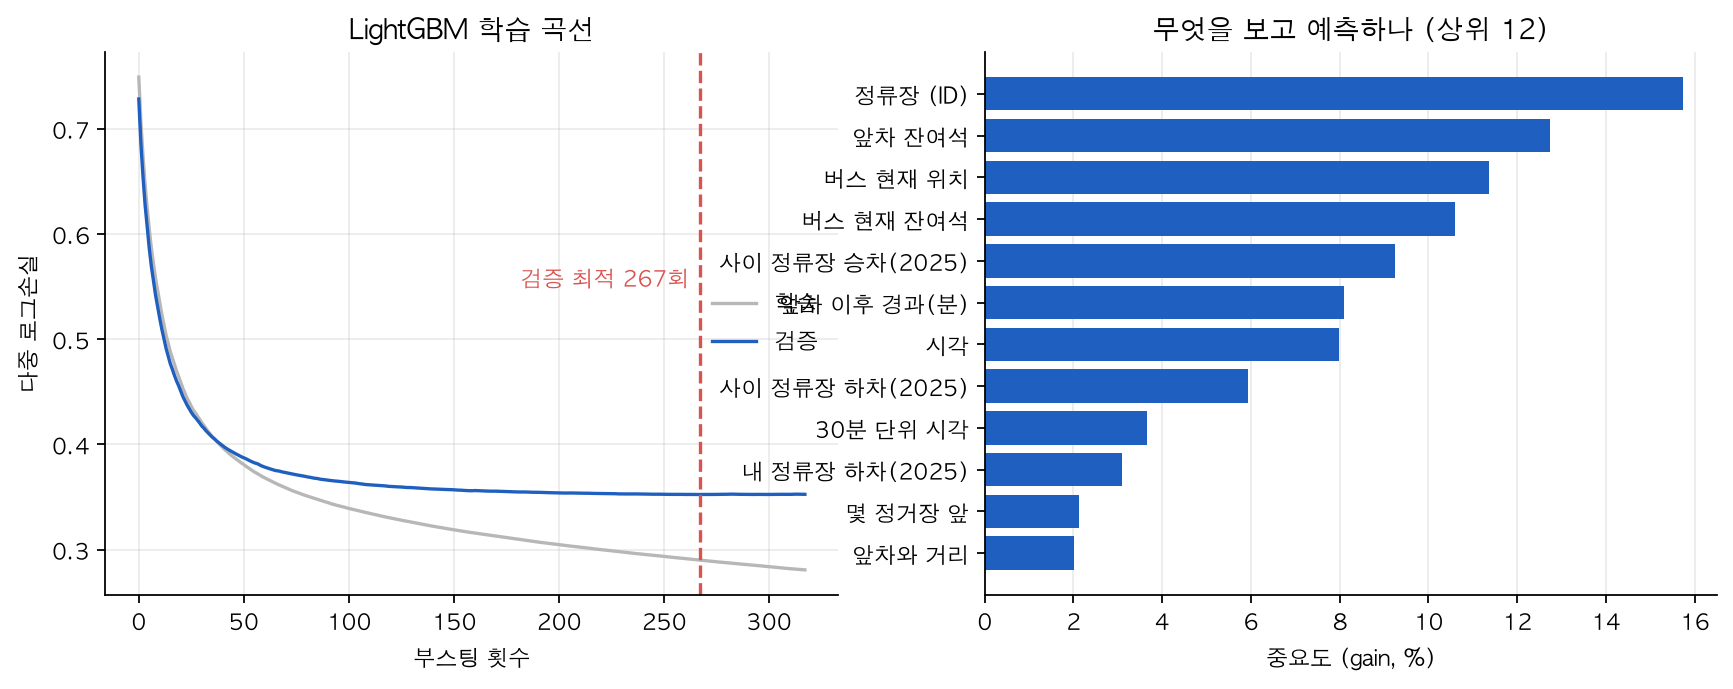 LightGBM 학습 곡선
다중 로그손실
0.7
0.6
0.5
0.4
0.3
검증 최적 267회
학습
검증
0 50 100 150 200 250 300
부스팅 횟수
무엇을 보고 예측하나 (상위 12)
정류장 (ID)
앞차 잔여석
버스 현재 위치
버스 현재 잔여석
사이 정류장 승차(2025)
앞차 이후 경과(분)
시각
사이 정류장 하차(2025)
30분 단위 시각
내 정류장 하차(2025)
몇 정거장 앞
앞차와 거리
0 2 4 6 8 10 12 14 16
중요도 (gain, %)